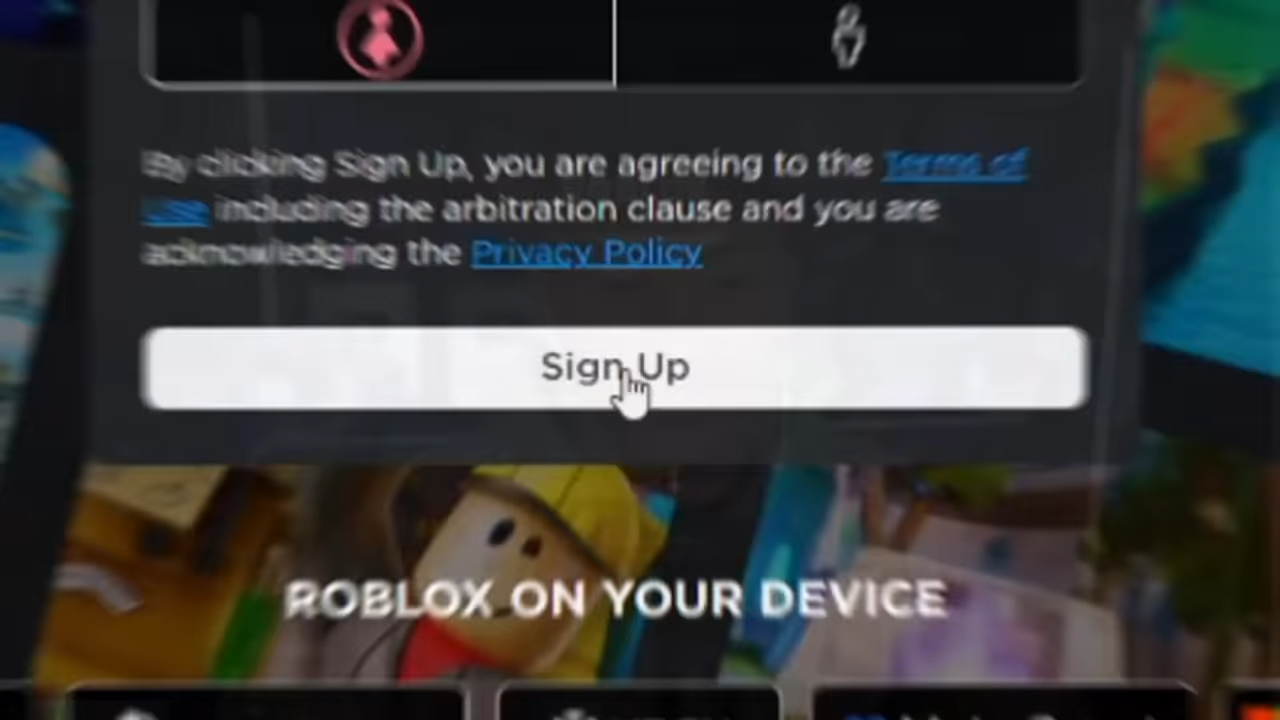 By clicking Sign Up, you are agreeing to the Terms of
Use including the arbitration clause and you are
acknowledging the Privacy Policy
Sign Up
ROBLOX ON YOUR DEVICE